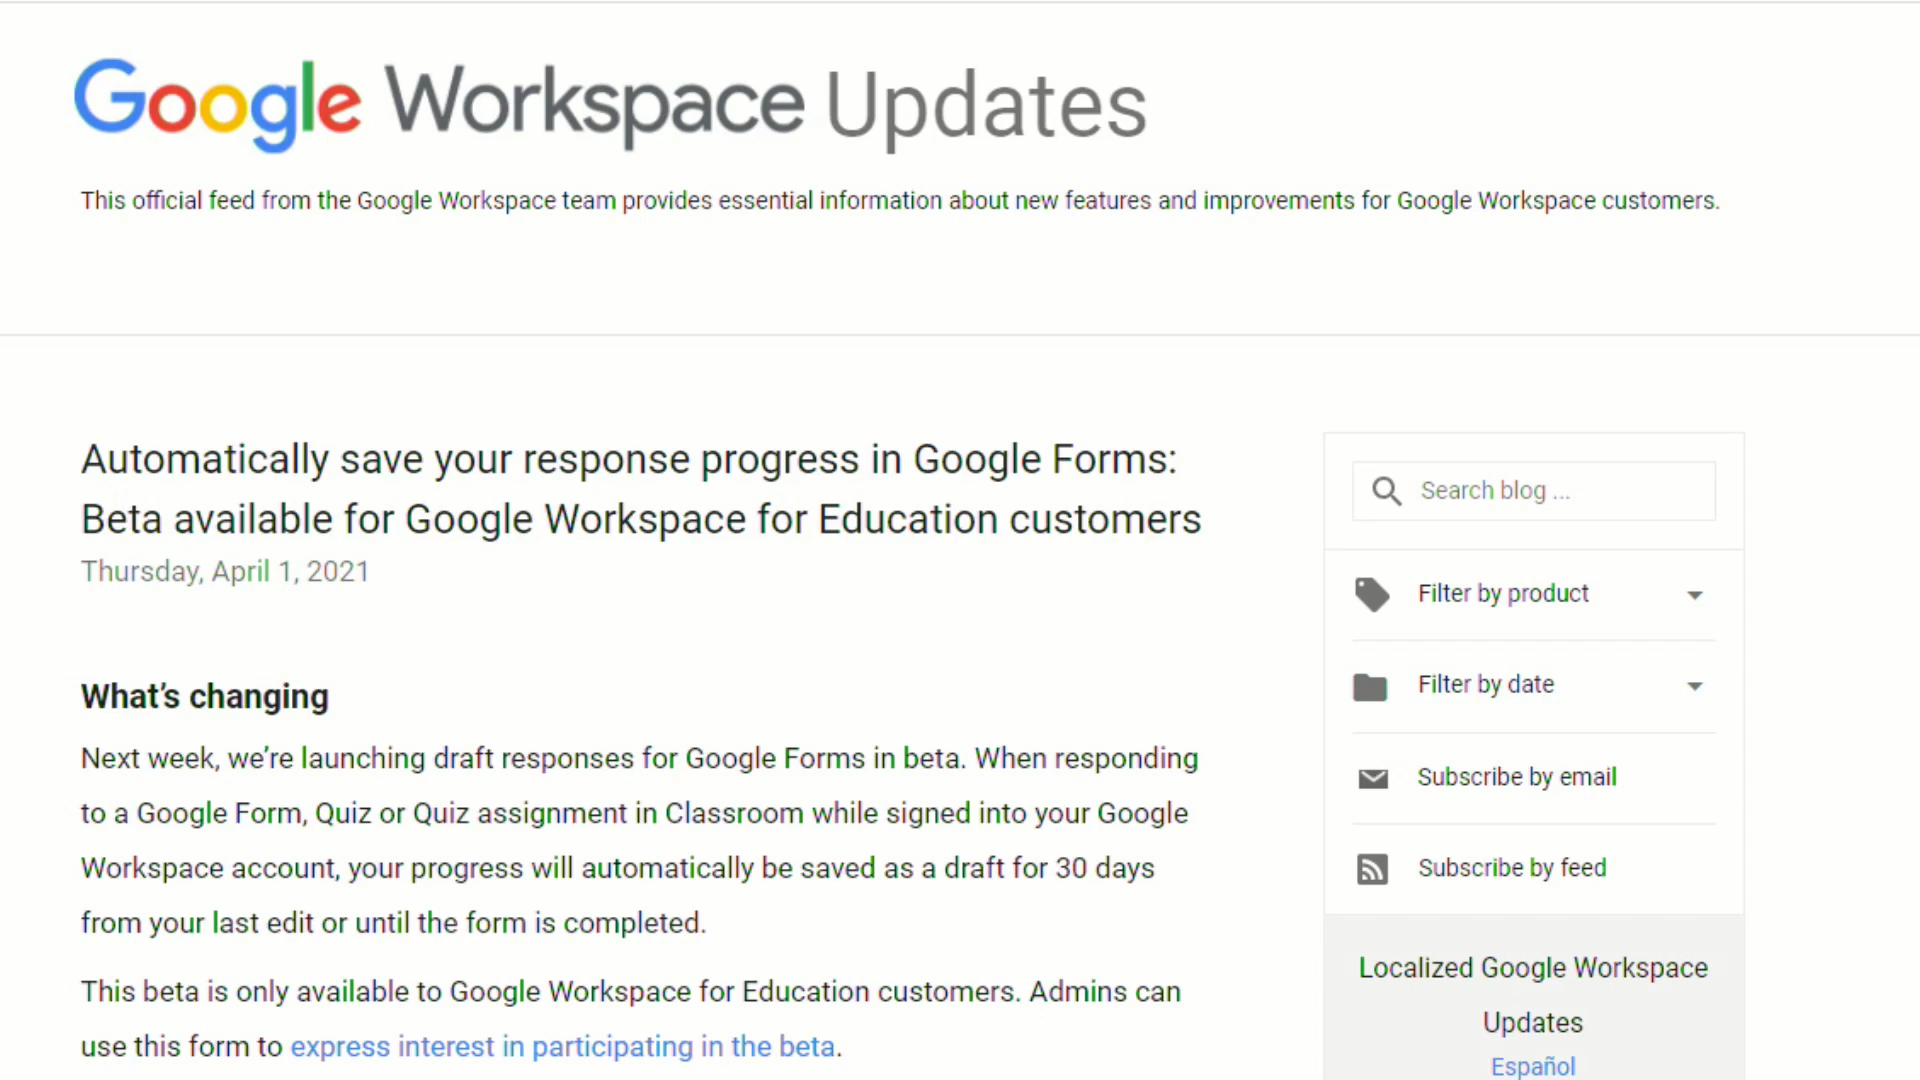 Google Workspace Updates
This official feed from the Google Workspace team provides essential information about new features and improvements for Google Workspace customers.
Automatically save your response progress in Google Forms:
Beta available for Google Workspace for Education customers
Thursday, April 1, 2021
What’s changing
Next week, we’re launching draft responses for Google Forms in beta. When responding
to a Google Form, Quiz or Quiz assignment in Classroom while signed into your Google
Workspace account, your progress will automatically be saved as a draft for 30 days
from your last edit or until the form is completed.
This beta is only available to Google Workspace for Education customers. Admins can
use this form to express interest in participating in the beta.
Search blog ...
Filter by product
Filter by date
Subscribe by email
Subscribe by feed
Localized Google Workspace
Updates
Español